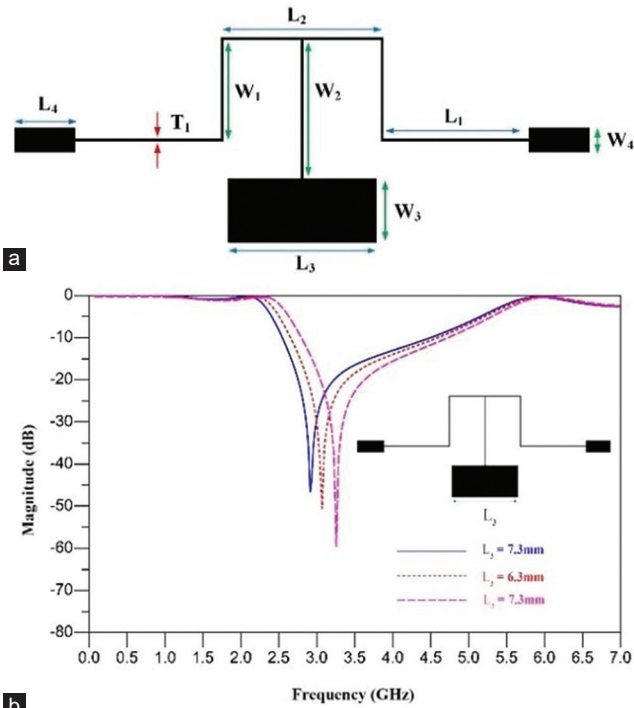 L2
W1
W2
L4
T1
L1
W4
W3
L3
a
0
-10
-20
-30
-40
-50
-60
-70
-80
Magnitude (dB)
L3
L3 = 7.3mm
L3 = 6.3mm
L3 = 7.3mm
0.0 0.5 1.0 1.5 2.0 2.5 3.0 3.5 4.0 4.5 5.0 5.5 6.0 6.5 7.0
Frequency (GHz)
b